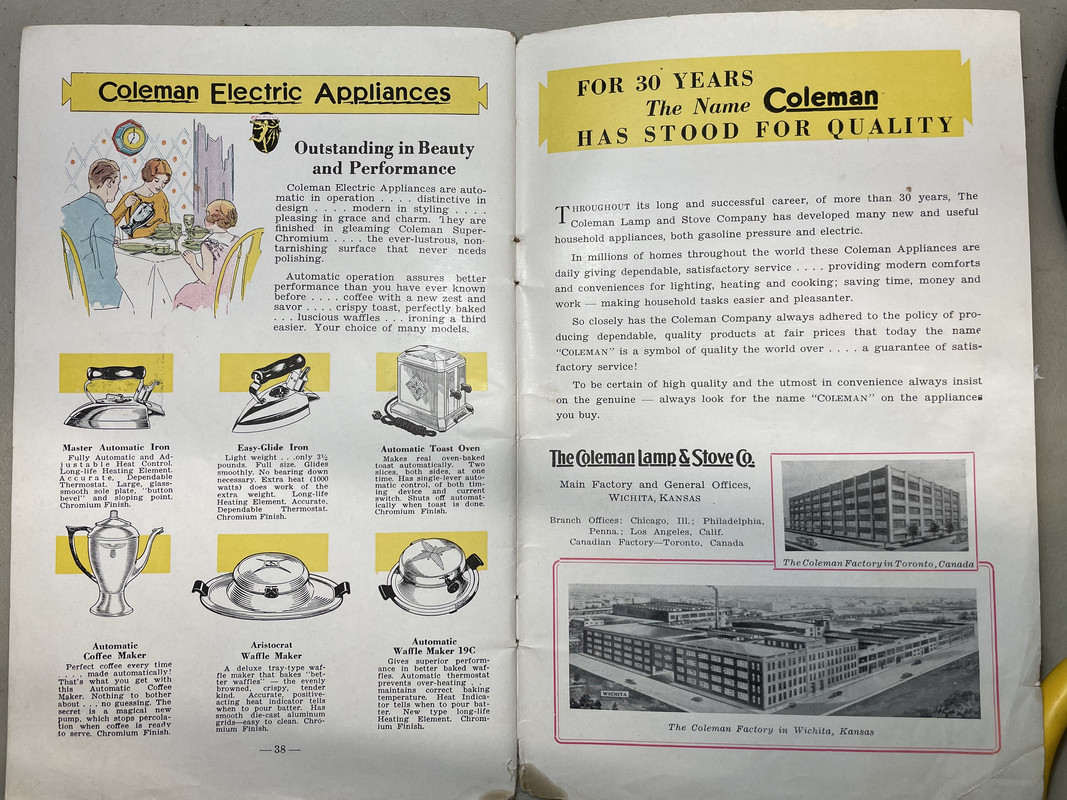 Coleman Electric Appliances
Outstanding in Beauty
and Performance
Coleman Electric Appliances are auto-
matic in operation . . . . distinctive in
design . . . . modern in styling . . . .
pleasing in grace and charm. They are
finished in gleaming Coleman Super-
Chromium . . . . the ever-lustrous, non-
tarnishing surface that never needs
polishing.
Automatic operation assures better
performance than you have ever known
before . . . . coffee with a new zest and
savor . . . . crispy toast, perfectly baked
. . . luscious waffles . . . ironing a third
easier. Your choice of many models.
Master Automatic Iron
Fully Automatic and Ad-
justable Heat Control.
Long-life Heating Element.
Accurate, Dependable
Thermostat. Large, glass-
smooth sole plate, "button
bevel" and sloping point.
Chromium Finish.
Easy-Glide Iron
Light weight . . .only 3½
pounds. Full size. Glides
smoothly. No bearing down
necessary. Extra heat (1000
watts) does work of the
extra weight. Long-life
Heating Element. Accurate,
Dependable Thermostat.
Chromium Finish.
Automatic Toast Oven
Makes real oven-baked
toast automatically. Two
slices, both sides, at one
time. Has single-lever auto-
matic control, of both tim-
ing device and current
switch. Shuts off automat-
ically when toast is done.
Chromium Finish.
Automatic
Coffee Maker
Perfect coffee every time
. . . . made automatically!
That's what you get with
this Automatic Coffee
Maker. Nothing to bother
about . . . no guessing. The
secret is a magical new
pump, which stops percola-
tion when coffee is ready
to serve. Chromium Finish.
Aristocrat
Waffle Maker
A deluxe tray-type waf-
fle maker that bakes "bet-
ter waffles" — the evenly
browned, crispy, tender
kind. Accurate, positive-
acting heat indicator tells
when to pour batter. Has
smooth die-cast aluminum
grids—easy to clean. Chro-
mium Finish.
Automatic
Waffle Maker 19C
Gives superior perform-
ance in better baked waf-
fles. Automatic thermostat
prevents over-heating . .
maintains correct baking
temperature. Heat Indica-
tor tells when to pour bat-
ter. New type long-life
Heating Element. Chrom-
ium Finish.
— 38 —
FOR 30 YEARS
The Name Coleman
HAS STOOD FOR QUALITY
THROUGHOUT its long and successful career, of more than 30 years, The
Coleman Lamp and Stove Company has developed many new and useful
household appliances, both gasoline pressure and electric.
In millions of homes throughout the world these Coleman Appliances are
daily giving dependable, satisfactory service . . . . providing modern comforts
and conveniences for lighting, heating and cooking; saving time, money and
work — making household tasks easier and pleasanter.
So closely has the Coleman Company always adhered to the policy of pro-
ducing dependable, quality products at fair prices that today the name
"COLEMAN" is a symbol of quality the world over . . . . a guarantee of satis-
factory service!
To be certain of high quality and the utmost in convenience always insist
on the genuine — always look for the name "COLEMAN" on the appliances
you buy.
The Coleman Lamp & Stove Co.
Main Factory and General Offices,
WICHITA, KANSAS
Branch Offices: Chicago, Ill.; Philadelphia,
Penna.; Los Angeles, Calif.
Canadian Factory—Toronto, Canada
The Coleman Factory in Toronto, Canada
WICHITA
The Coleman Factory in Wichita, Kansas